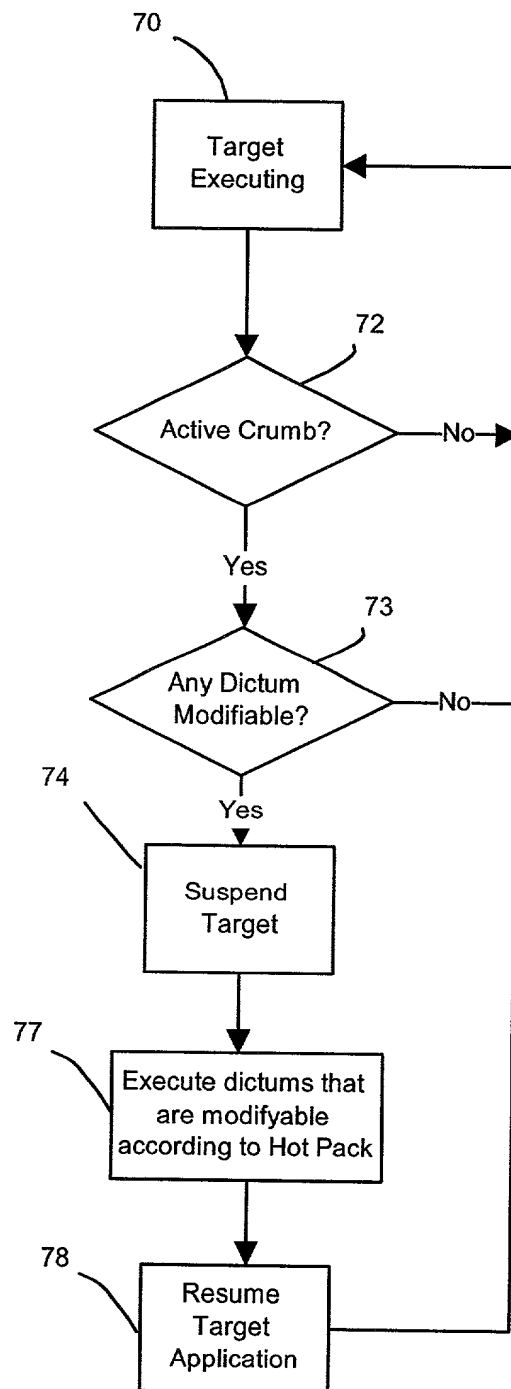 70
Target
Executing
72
Active Crumb?
No
Yes
73
Any Dictum
Modifiable?
No
74
Yes
Suspend
Target
77
Execute dictums that
are modifyable
according to Hot Pack
78
Resume
Target
Application